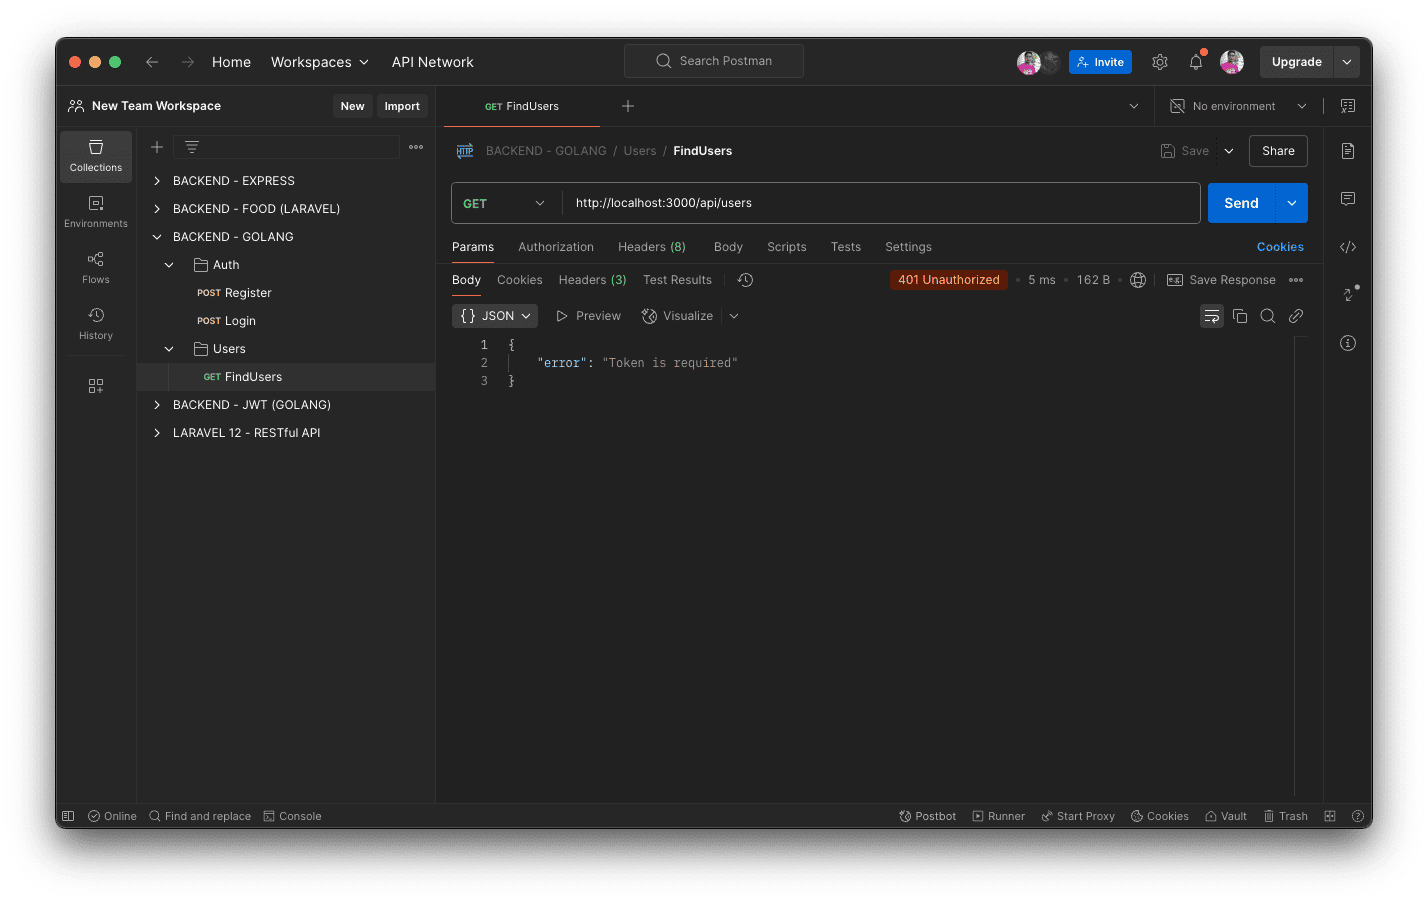 Home Workspaces API Network Search Postman Invite Upgrade
New Team Workspace New Import GET FindUsers No environment
Collections
Environments
Flows
History
BACKEND - EXPRESS
BACKEND - FOOD (LARAVEL)
BACKEND - GOLANG
Auth
POST Register
POST Login
Users
GET FindUsers
BACKEND - JWT (GOLANG)
LARAVEL 12 - RESTful API
HTTP BACKEND - GOLANG / Users / FindUsers Save Share
GET http://localhost:3000/api/users Send
Params Authorization Headers (8) Body Scripts Tests Settings Cookies
Body Cookies Headers (3) Test Results 401 Unauthorized • 5 ms • 162 B e.g. Save Response
{} JSON Preview Visualize
1 {
2 "error": "Token is required"
3 }
Online Find and replace Console Postbot Runner Start Proxy Cookies Vault Trash